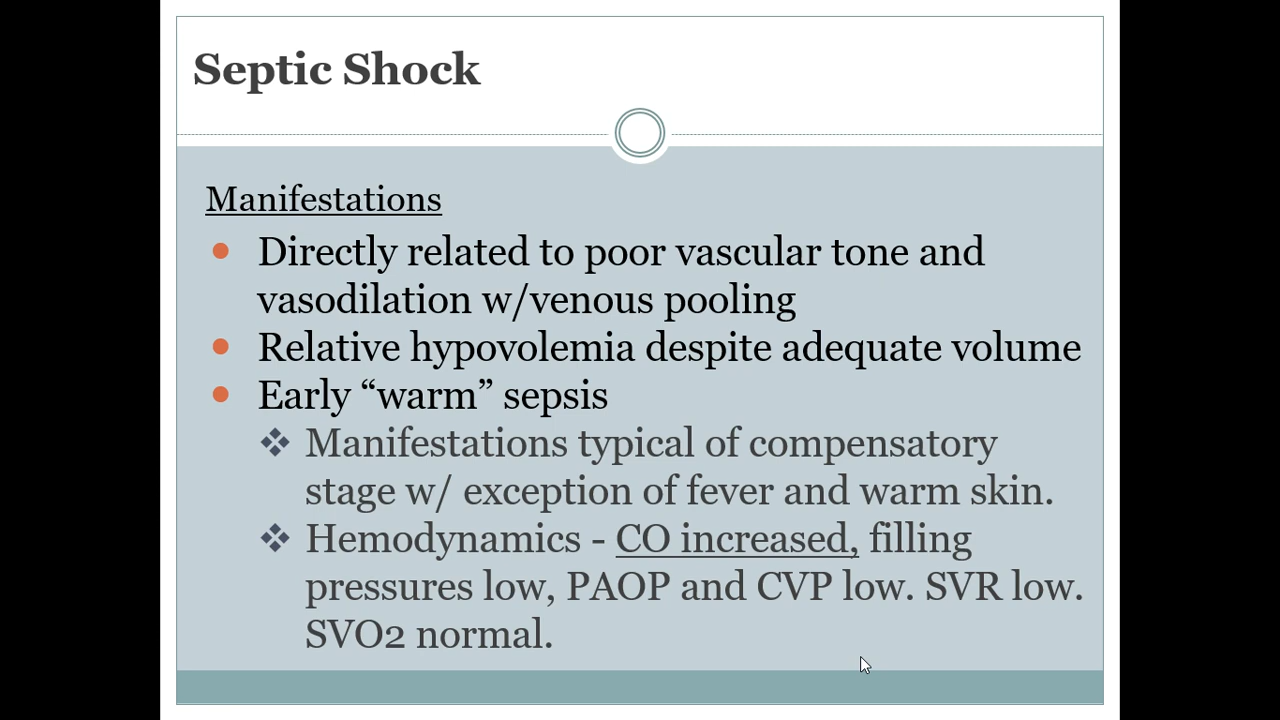 Septic Shock
Manifestations
Directly related to poor vascular tone and
vasodilation w/venous pooling
Relative hypovolemia despite adequate volume
Early “warm” sepsis
Manifestations typical of compensatory
stage w/ exception of fever and warm skin.
Hemodynamics - CO increased, filling
pressures low, PAOP and CVP low. SVR low.
SVO2 normal.